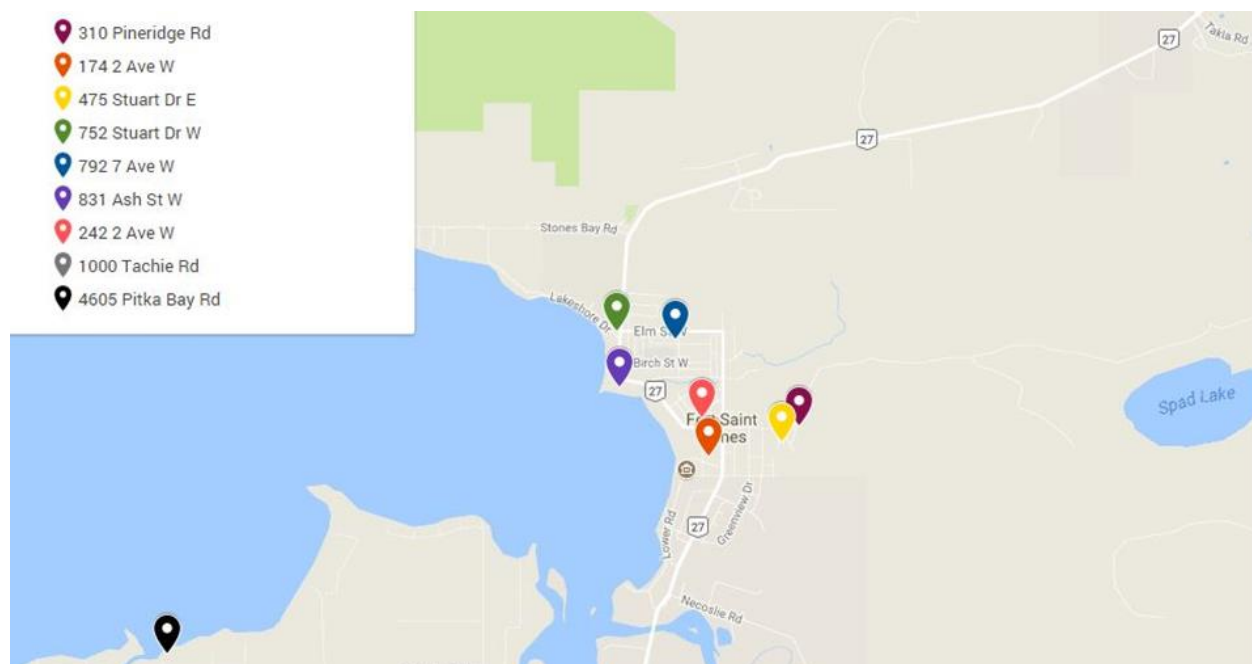 310 Pineridge Rd
174 2 Ave W
475 Stuart Dr E
752 Stuart Dr W
792 7 Ave W
831 Ash St W
242 2 Ave W
1000 Tachie Rd
4605 Pitka Bay Rd
27
Takla Rd
27
Stones Bay Rd
Lakeshore Dr
Elm St
Birch St W
27
Spad Lake
Saint
27
Lower Rd
Greenview Dr
Necoslie Rd